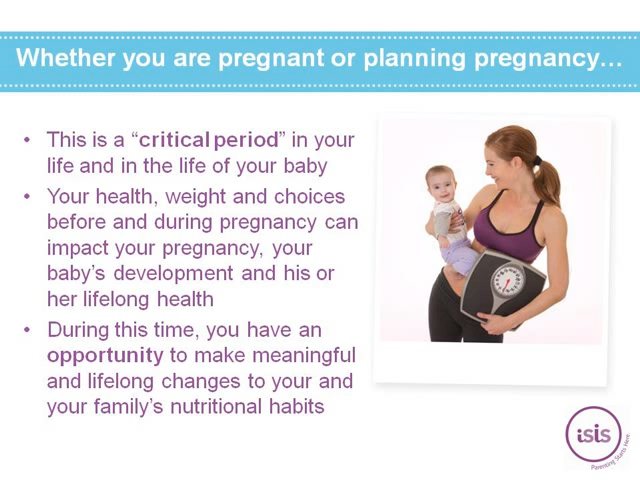 Whether you are pregnant or planning pregnancy…
• This is a “critical period” in your
life and in the life of your baby
• Your health, weight and choices
before and during pregnancy can
impact your pregnancy, your
baby’s development and his or
her lifelong health
• During this time, you have an
opportunity to make meaningful
and lifelong changes to your and
your family’s nutritional habits
isis
Parenting Starts Here.